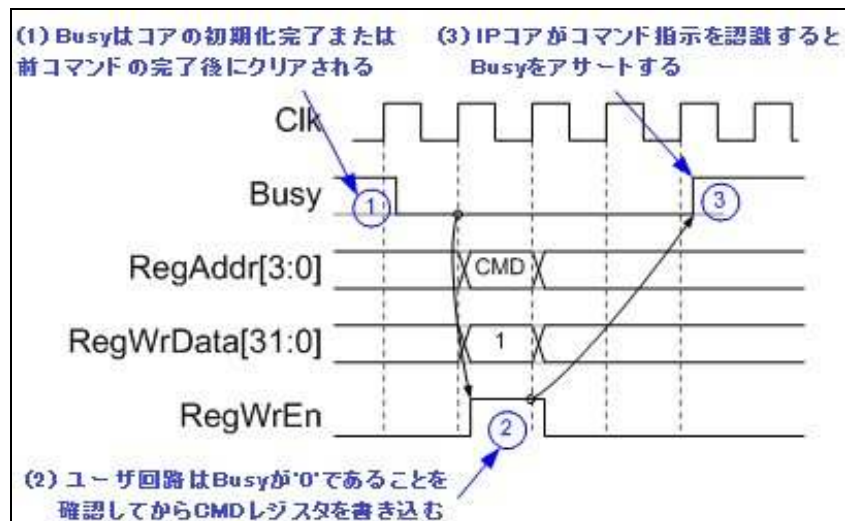 (1) Busyはコアの初期化完了または
前コマンドの完了後にクリアされる
(3) IPコアがコマンド指示を認識すると
Busyをアサートする
Clk
Busy
1
3
RegAddr[3:0]
CMD
RegWrData[31:0]
1
RegWrEn
2
(2) ユーザ回路はBusyが'0'であることを
確認してからCMDレジスタを書き込む